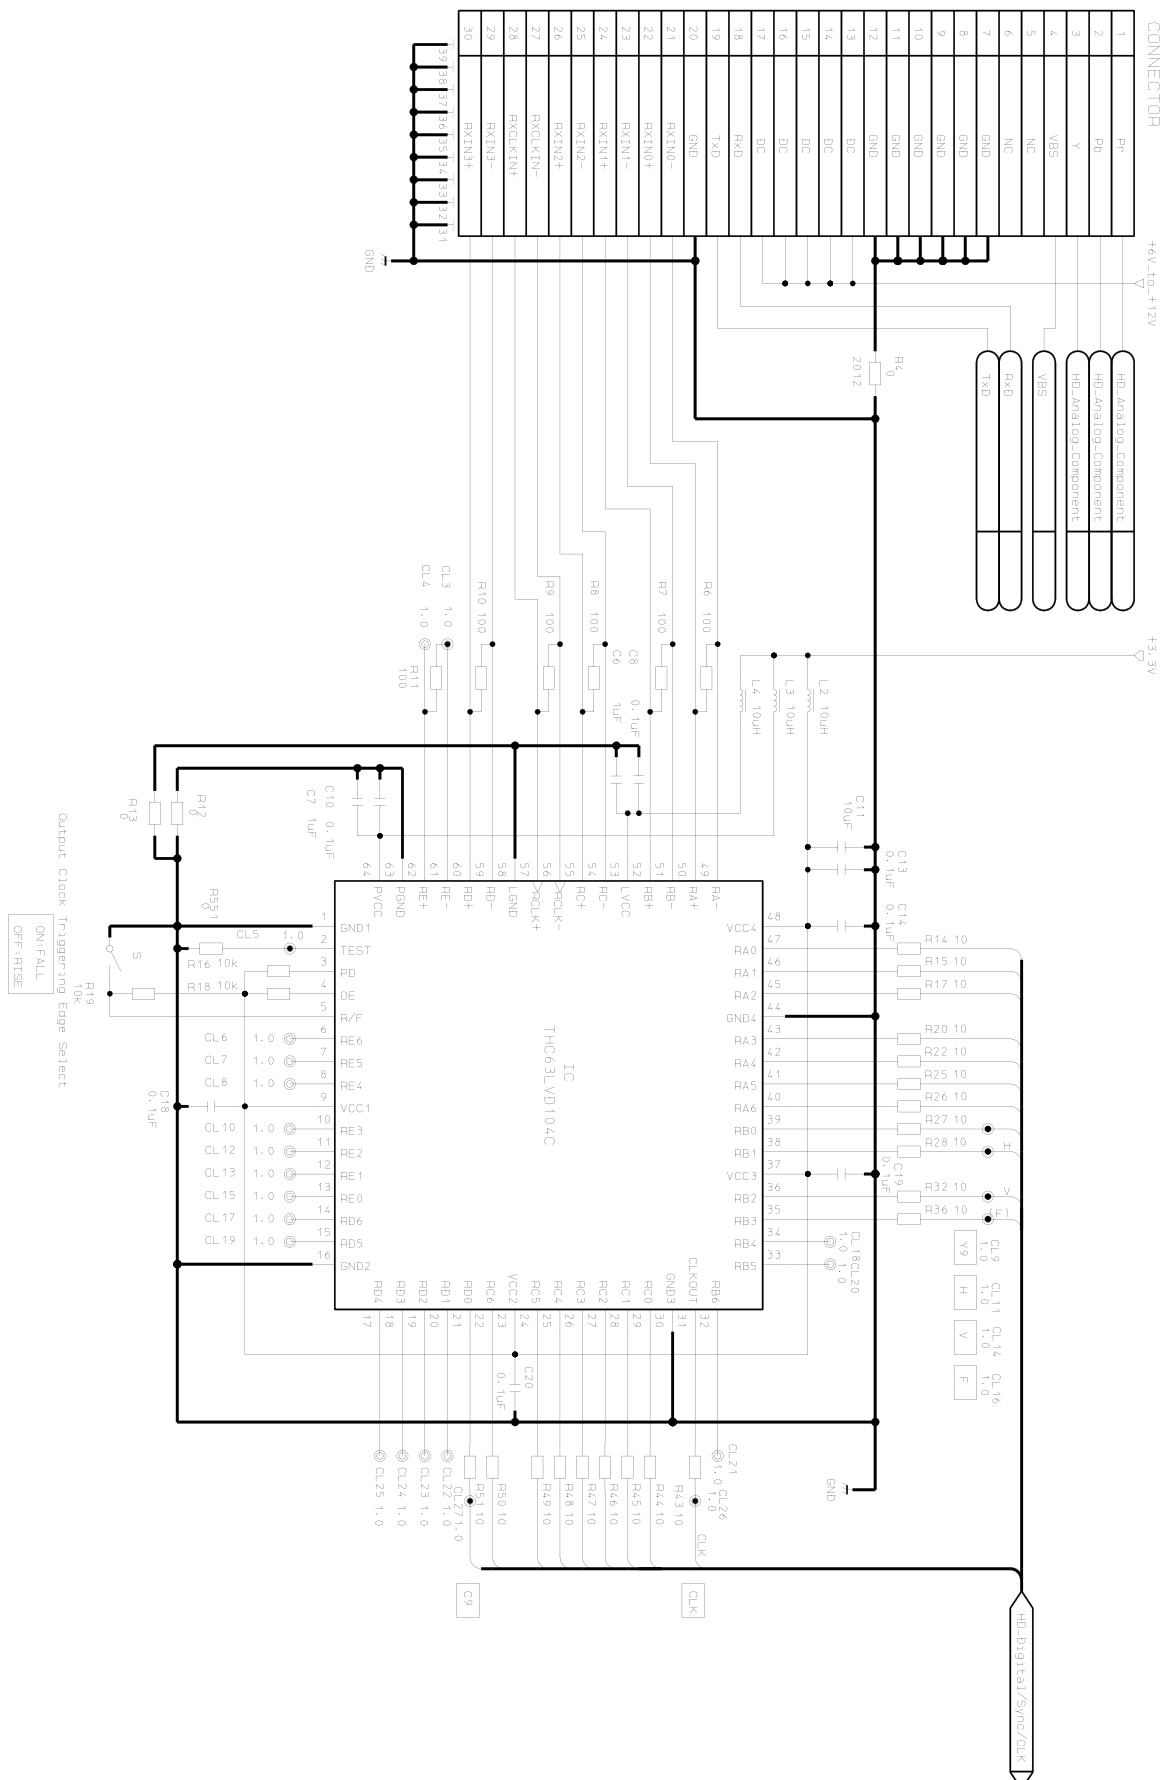 CONNECTOR
1 Pr
2 Pb
3 Y
4 VBS
5 NC
6 NC
7 GND
8 GND
9 GND
10 GND
11 GND
12 GND
13 DC
14 DC
15 DC
16 DC
17 DC
18 RxD
19 TxD
20 GND
21 RXIN0-
22 RXIN0+
23 RXIN1-
24 RXIN1+
25 RXIN2-
26 RXIN2+
27 RXCLKIN-
28 RXCLKIN+
29 RXIN3-
30 RXIN3+
31
32
33
34
35
36
37
38
39
GND
+6V_to_+12V
HD_Analog_Component
HD_Analog_Component
HD_Analog_Component
VBS
RxD
TxD
R4
0
2012
+3.3V
CL3 1.0
CL4 1.0
R6 100
R7 100
R8 100
R9 100
R10 100
R11
100
C6
1uF
C8
0.1uF
L2 10uH
L3 10uH
L4 10uH
C7 1uF
C10 0.1uF
R12
0
R13
0
C11
10uF
C13
0.1uF
C14
0.1uF
IC
THC63LVD104C
49 RA-
50 RA+
51 RB-
52 RB+
53 LVCC
54 RC-
55 RC+
56 RCLK-
57 RCLK+
58 LGND
59 RD-
60 RD+
61 RE-
62 RE+
63 PGND
64 PVCC
1 GND1
2 TEST
3 PD
4 OE
5 R/F
6 RE6
7 RE5
8 RE4
9 VCC1
10 RE3
11 RE2
12 RE1
13 RE0
14 RD6
15 RD5
16 GND2
17 RD4
18 RD3
19 RD2
20 RD1
21 RD0
22 RC6
23 VCC2
24 RC5
25 RC4
26 RC3
27 RC2
28 RC1
29 RC0
30 GND3
31 CLKOUT
32 RB6
33 RB5
34 RB4
35 RB3
36 RB2
37 VCC3
38 RB1
39 RB0
40 RA6
41 RA5
42 RA4
43 RA3
44 GND4
45 RA2
46 RA1
47 RA0
48 VCC4
R551
0
CL5 1.0
R16 10k
R18 10k
R19
10k
S
Output Clock Triggering Edge Select
ON:FALL
OFF:RISE
CL6 1.0
CL7 1.0
CL8 1.0
C18
0.1uF
CL10 1.0
CL12 1.0
CL13 1.0
CL15 1.0
CL17 1.0
CL19 1.0
R14 10
R15 10
R17 10
R20 10
R22 10
R25 10
R26 10
R27 10
R28 10
H
C19
0.1uF
R32 10
V
R36 10
(F)
CL18
1.0
CL20
1.0
CL9
1.0
Y9
CL11
1.0
H
CL14
1.0
V
CL16
1.0
F
C20
0.1uF
GND
CL21
1.0
CL26
1.0
R43 10
CLK
R44 10
R45 10
R46 10
R47 10
R48 10
R49 10
R50 10
R51 10
CL27 1.0
CL22 1.0
CL23 1.0
CL24 1.0
CL25 1.0
C9
CLK
HD-Digital/Sync/CLK